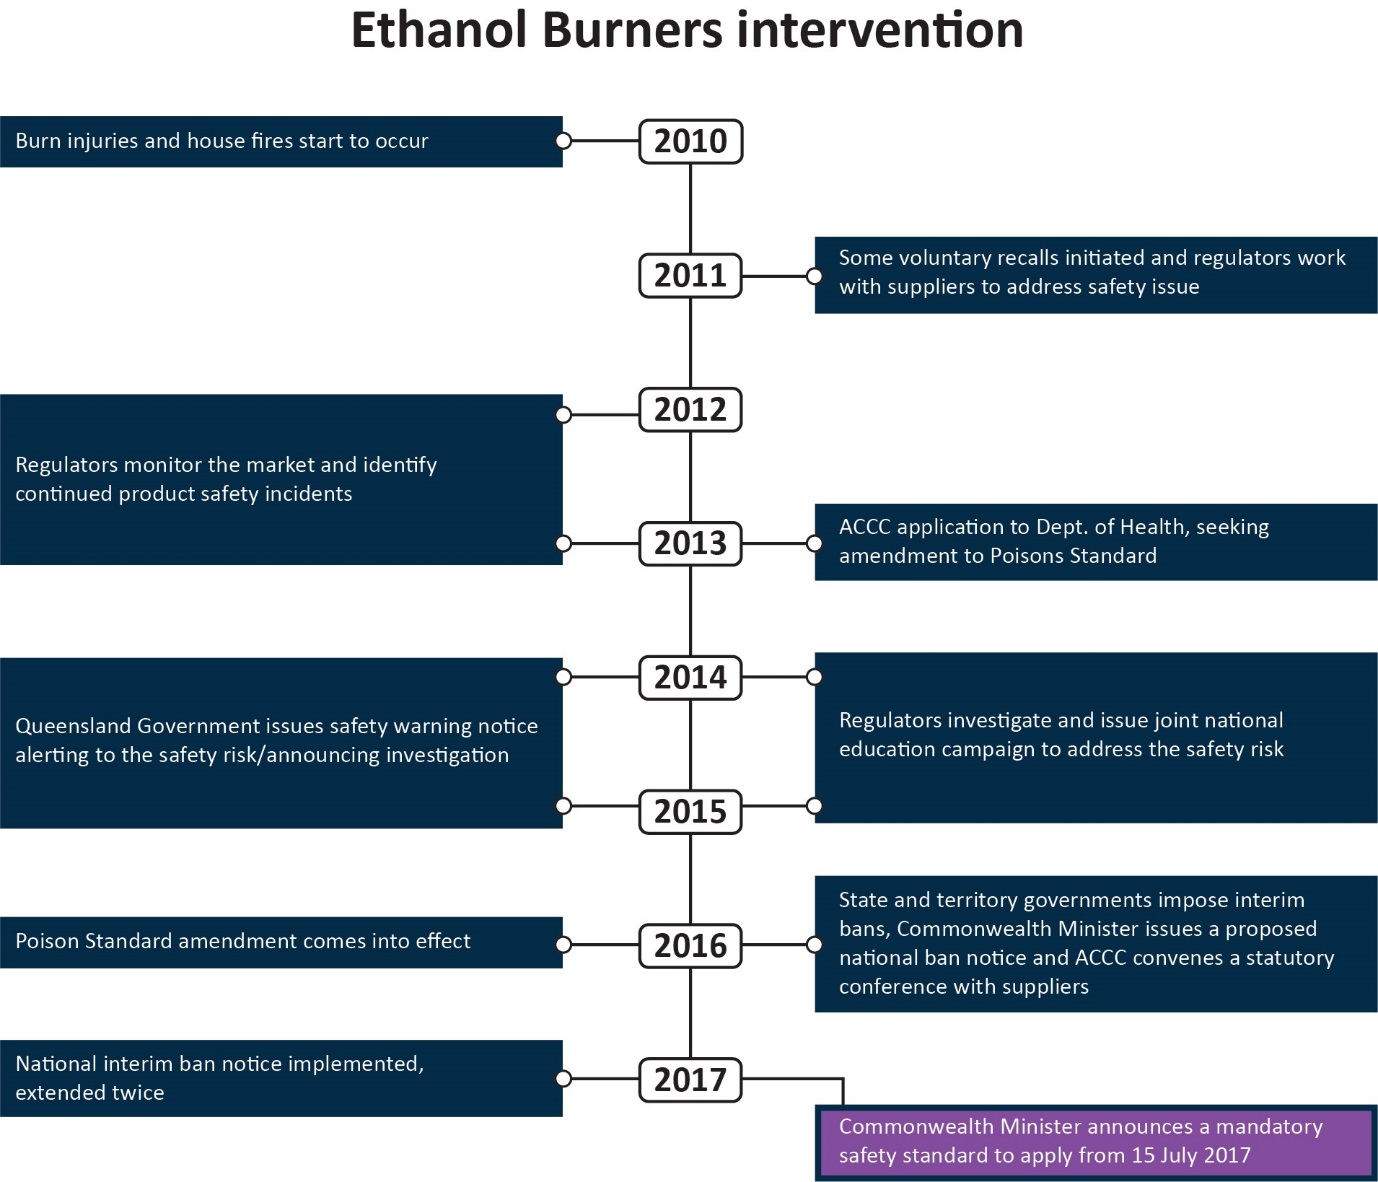 Ethanol Burners intervention
Burn injuries and house fires start to occur
2010
2011
Some voluntary recalls initiated and regulators work
with suppliers to address safety issue
2012
Regulators monitor the market and identify
continued product safety incidents
2013
ACCC application to Dept. of Health, seeking
amendment to Poisons Standard
2014
Queensland Government issues safety warning notice
alerting to the safety risk/announcing investigation
Regulators investigate and issue joint national
education campaign to address the safety risk
2015
Poison Standard amendment comes into effect
2016
State and territory governments impose interim
bans, Commonwealth Minister issues a proposed
national ban notice and ACCC convenes a statutory
conference with suppliers
National interim ban notice implemented,
extended twice
2017
Commonwealth Minister announces a mandatory
safety standard to apply from 15 July 2017